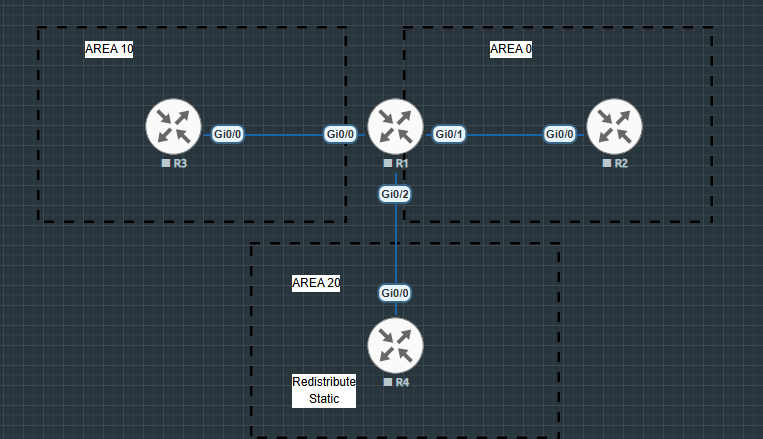 AREA 10
AREA 0
Gi0/0
Gi0/0
Gi0/1
Gi0/0
R3
R1
R2
Gi0/2
AREA 20
Gi0/0
Redistribute
Static
R4